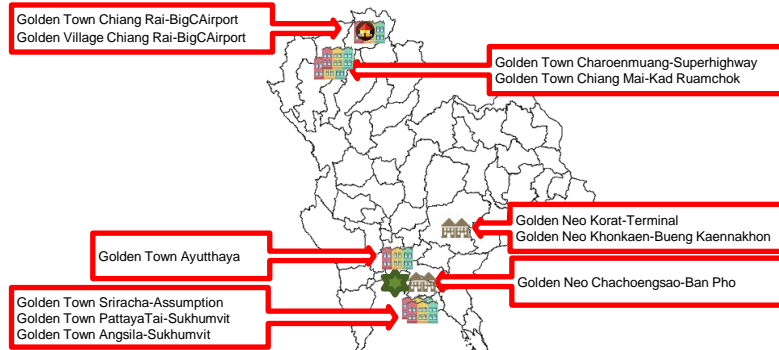 Golden Town Chiang Rai-BigCAirport
Golden Village Chiang Rai-BigCAirport
Golden Town Charoenmuang-Superhighway
Golden Town Chiang Mai-Kad Ruamchok
Golden Neo Korat-Terminal
Golden Neo Khonkaen-Bueng Kaennakhon
Golden Town Ayutthaya
Golden Neo Chachoengsao-Ban Pho
Golden Town Sriracha-Assumption
Golden Town PattayaTai-Sukhumvit
Golden Town Angsila-Sukhumvit